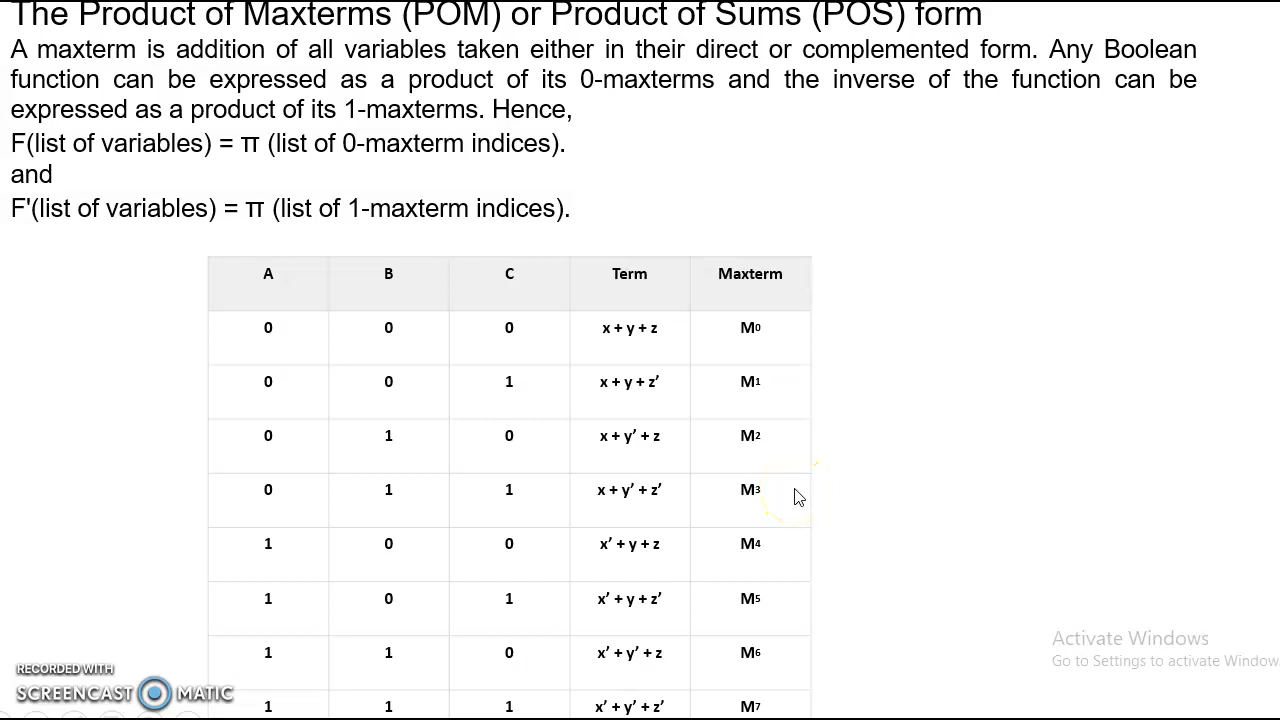 The Product of Maxterms (POM) or Product of Sums (POS) form
A maxterm is addition of all variables taken either in their direct or complemented form. Any Boolean
function can be expressed as a product of its 0-maxterms and the inverse of the function can be
expressed as a product of its 1-maxterms. Hence,
F(list of variables) = π (list of 0-maxterm indices).
and
F'(list of variables) = π (list of 1-maxterm indices).
A B C Term Maxterm
0 0 0 x + y + z M0
0 0 1 x + y + z’ M1
0 1 0 x + y’ + z M2
0 1 1 x + y’ + z’ M3
1 0 0 x’ + y + z M4
1 0 1 x’ + y + z’ M5
1 1 0 x’ + y’ + z M6
1 1 1 x’ + y’ + z’ M7
Activate Windows
Go to Settings to activate Window
RECORDED WITH
SCREENCAST MATIC